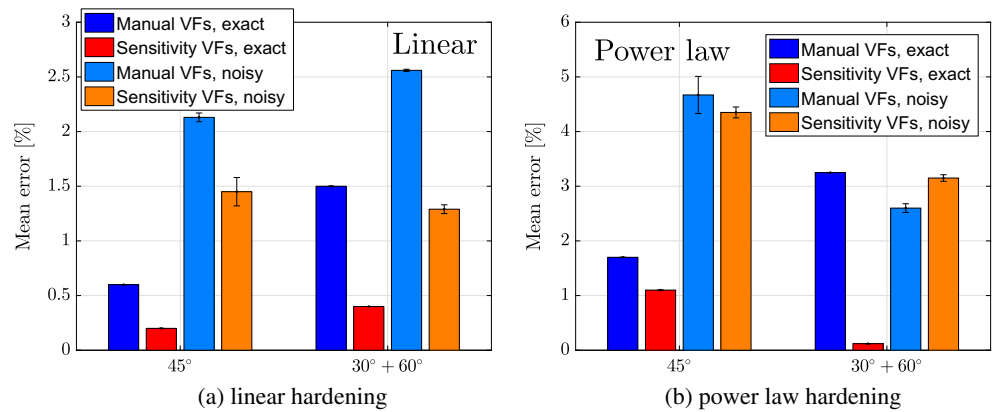 3
2.5
2
1.5
1
0.5
0
Mean error [%]
Manual VFs, exact
Sensitivity VFs, exact
Manual VFs, noisy
Sensitivity VFs, noisy
Linear
45°
30° + 60°
(a) linear hardening
6
5
4
3
2
1
0
Mean error [%]
Power law
Manual VFs, exact
Sensitivity VFs, exact
Manual VFs, noisy
Sensitivity VFs, noisy
45°
30° + 60°
(b) power law hardening